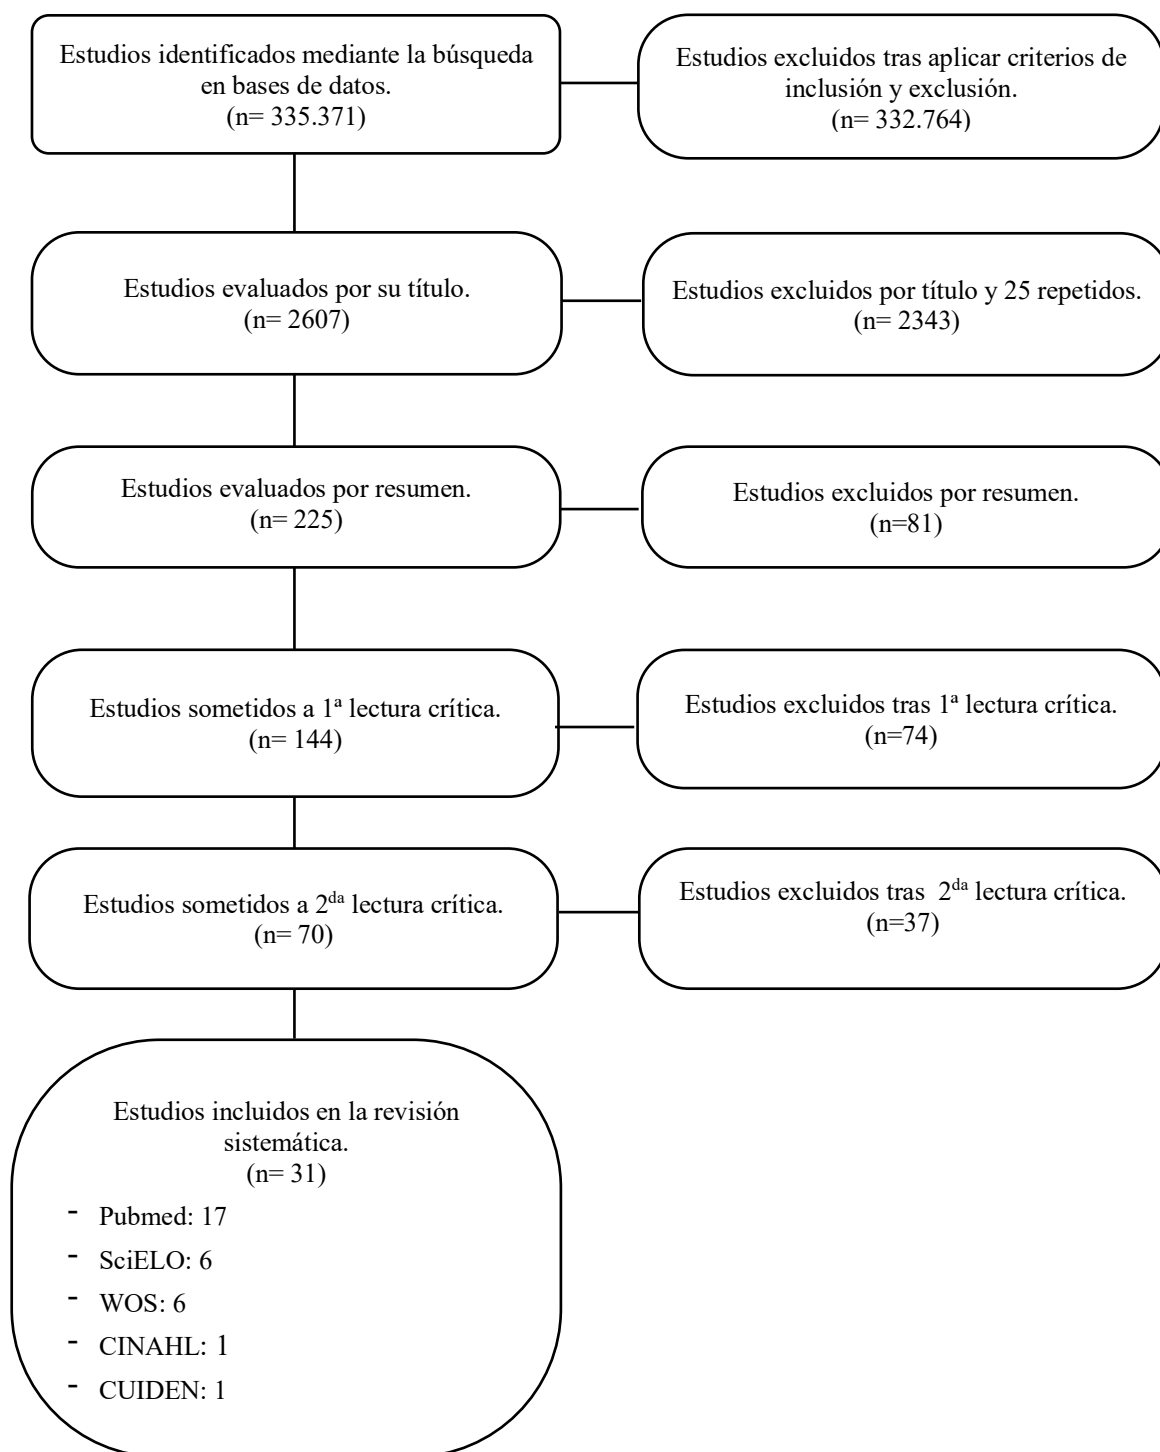 Estudios identificados mediante la búsqueda
en bases de datos.
(n= 335.371)
Estudios excluidos tras aplicar criterios de
inclusión y exclusión.
(n= 332.764)
Estudios evaluados por su título.
(n= 2607)
Estudios excluidos por título y 25 repetidos.
(n= 2343)
Estudios evaluados por resumen.
(n= 225)
Estudios excluidos por resumen.
(n=81)
Estudios sometidos a 1ª lectura crítica.
(n= 144)
Estudios excluidos tras 1ª lectura crítica.
(n=74)
Estudios sometidos a 2da lectura crítica.
(n= 70)
Estudios excluidos tras 2da lectura crítica.
(n=37)
Estudios incluidos en la revisión
sistemática.
(n= 31)
- Pubmed: 17
- SciELO: 6
- WOS: 6
- CINAHL: 1
- CUIDEN: 1